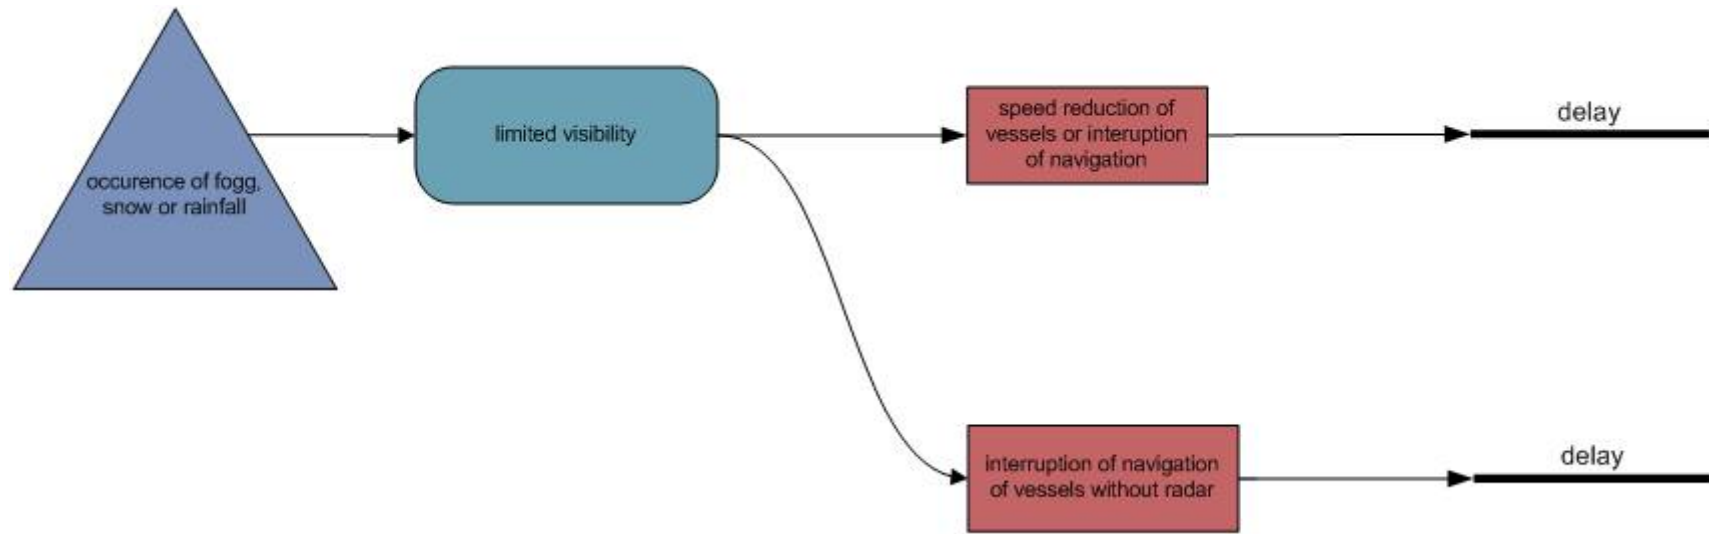 occurence of fogg,
snow or rainfall
limited visibility
speed reduction of
vessels or interuption
of navigation
delay
interruption of navigation
of vessels without radar
delay